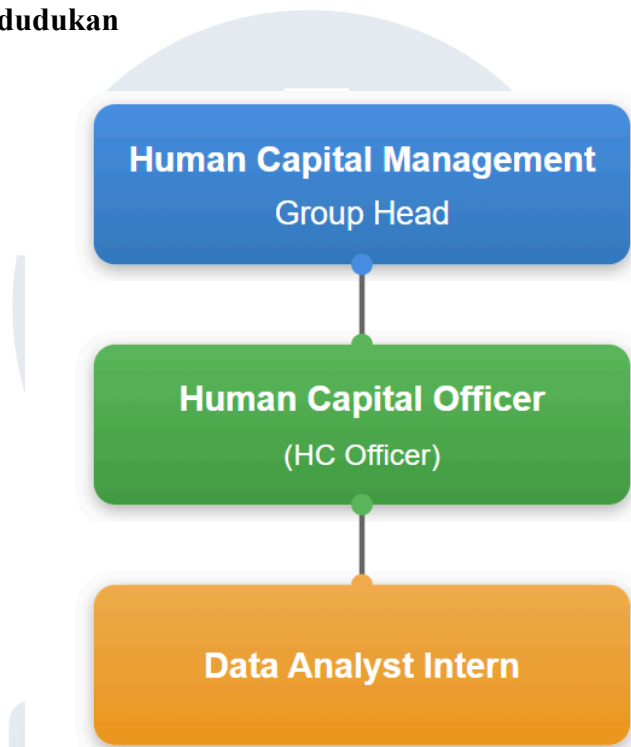 dudukan
Human Capital Management
Group Head
Human Capital Officer
(HC Officer)
Data Analyst Intern